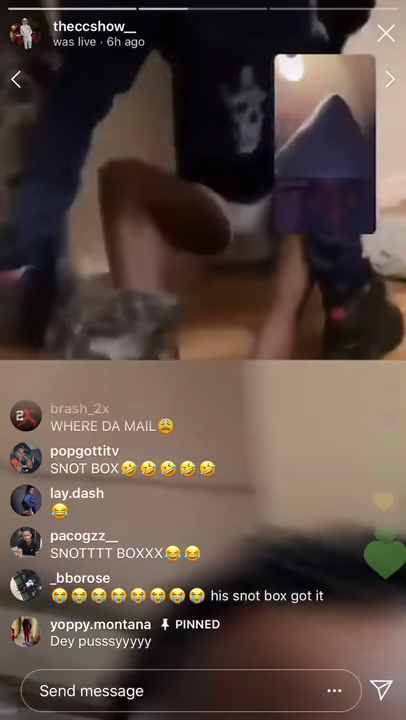 theccshow__
was live · 6h ago
brash_2x
WHERE DA MAIL😩
popgottitv
SNOT BOX🤣🤣🤣🤣🤣
lay.dash
😂
pacogzz__
SNOTTTT BOXXX😂😂
_bborose
😭😭😭😭😭😭😭😭 his snot box got it
yoppy.montana PINNED
Dey pusssyyyyy
Send message